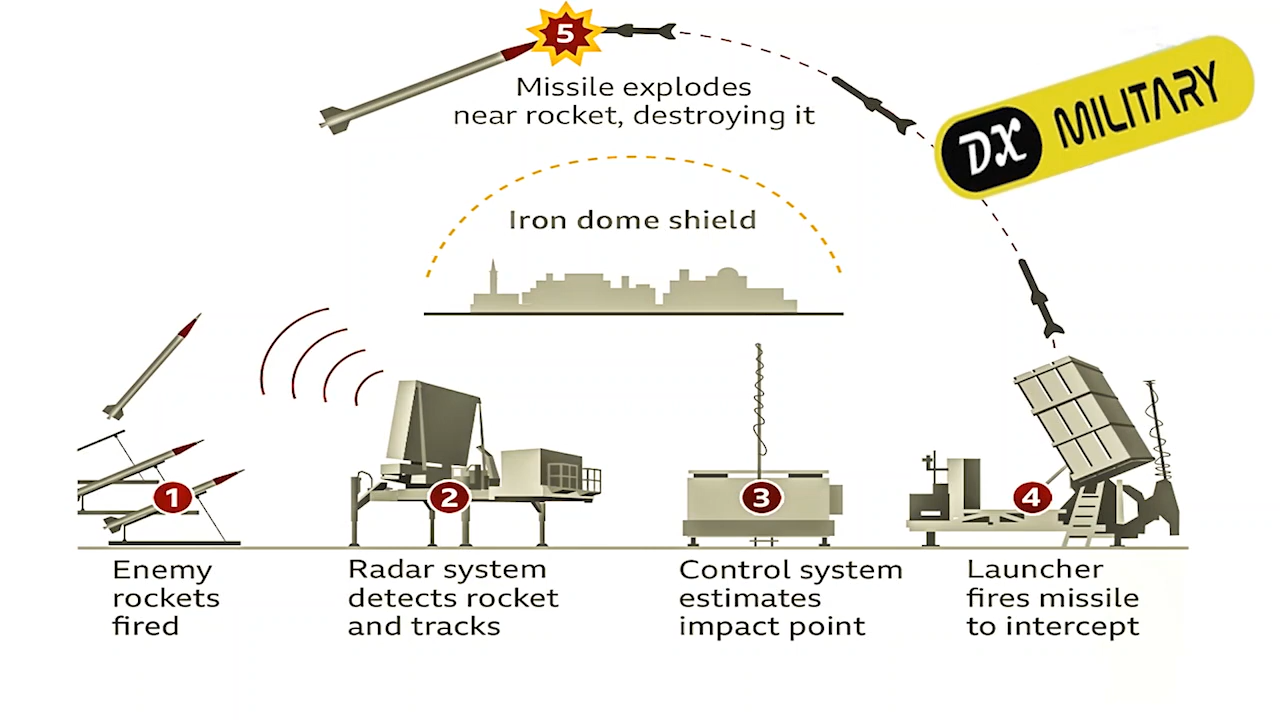 5
Missile explodes
near rocket, destroying it
DX MILITARY
Iron dome shield
1
2
3
4
Enemy
rockets
fired
Radar system
detects rocket
and tracks
Control system
estimates
impact point
Launcher
fires missile
to intercept